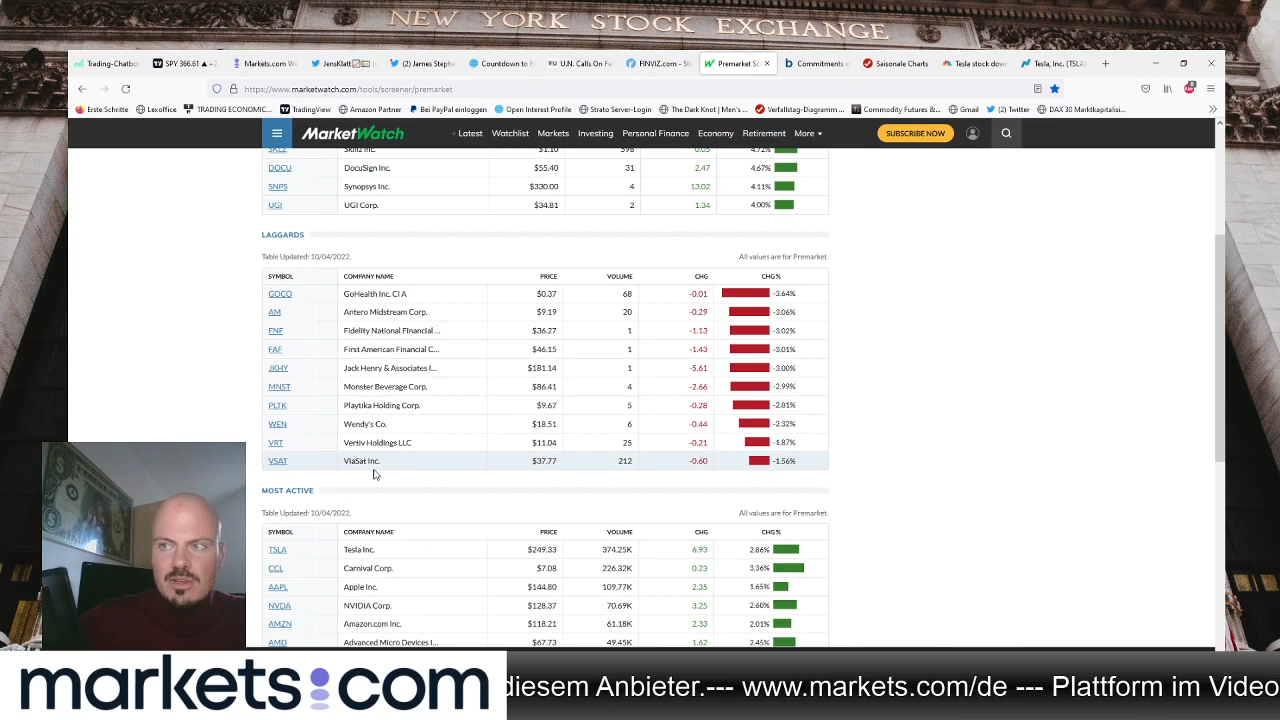 NEW YORK STOCK EXCHANGE
Trading-Chatbo SPY 366.61 ▲ +2. Markets.com We JensKlatt (2) James Steph Countdown to F U.N. Calls On Fe FINVIZ.com - St Premarket Sc × Commitments o Saisonale Charts Tesla stock down Tesla, Inc. (TSLA)
https://www.marketwatch.com/tools/screener/premarket
Erste Schritte Lexoffice TRADING ECONOMIC... TradingView Amazon Partner Bei PayPal einloggen Open Interest Profile Strato Server-Login The Dark Knot | Men's ... Verfallstag-Diagramm ... Commodity Futures &... Gmail (2) Twitter DAX 30 Marktkapitalisi...
MarketWatch Latest Watchlist Markets Investing Personal Finance Economy Retirement More SUBSCRIBE NOW
SKLZ Skillz Inc. $1.10 598 0.05 4.72%
DOCU DocuSign Inc. $55.40 31 2.47 4.67%
SNPS Synopsys Inc. $330.00 4 13.02 4.11%
UGI UGI Corp. $34.81 2 1.34 4.00%
LAGGARDS
Table Updated: 10/04/2022. All values are for Premarket.
SYMBOL COMPANY NAME PRICE VOLUME CHG CHG %
GOCO GoHealth Inc. Cl A $0.37 68 -0.01 -3.64%
AM Antero Midstream Corp. $9.19 20 -0.29 -3.06%
FNF Fidelity National Financial ... $36.27 1 -1.13 -3.02%
FAF First American Financial C... $46.15 1 -1.43 -3.01%
JKHY Jack Henry & Associates I... $181.14 1 -5.61 -3.00%
MNST Monster Beverage Corp. $86.41 4 -2.66 -2.99%
PLTK Playtika Holding Corp. $9.67 5 -0.28 -2.81%
WEN Wendy's Co. $18.51 6 -0.44 -2.32%
VRT Vertiv Holdings LLC $11.04 25 -0.21 -1.87%
VSAT ViaSat Inc. $37.77 212 -0.60 -1.56%
MOST ACTIVE
Table Updated: 10/04/2022. All values are for Premarket.
SYMBOL COMPANY NAME PRICE VOLUME CHG CHG %
TSLA Tesla Inc. $249.33 374.25K 6.93 2.86%
CCL Carnival Corp. $7.08 226.32K 0.23 3.36%
AAPL Apple Inc. $144.80 109.77K 2.35 1.65%
NVDA NVIDIA Corp. $128.37 70.69K 3.25 2.60%
AMZN Amazon.com Inc. $118.21 61.18K 2.33 2.01%
AMD Advanced Micro Devices I... $67.73 49.45K 1.62 2.45%
markets.com diesem Anbieter.--- www.markets.com/de --- Plattform im Video